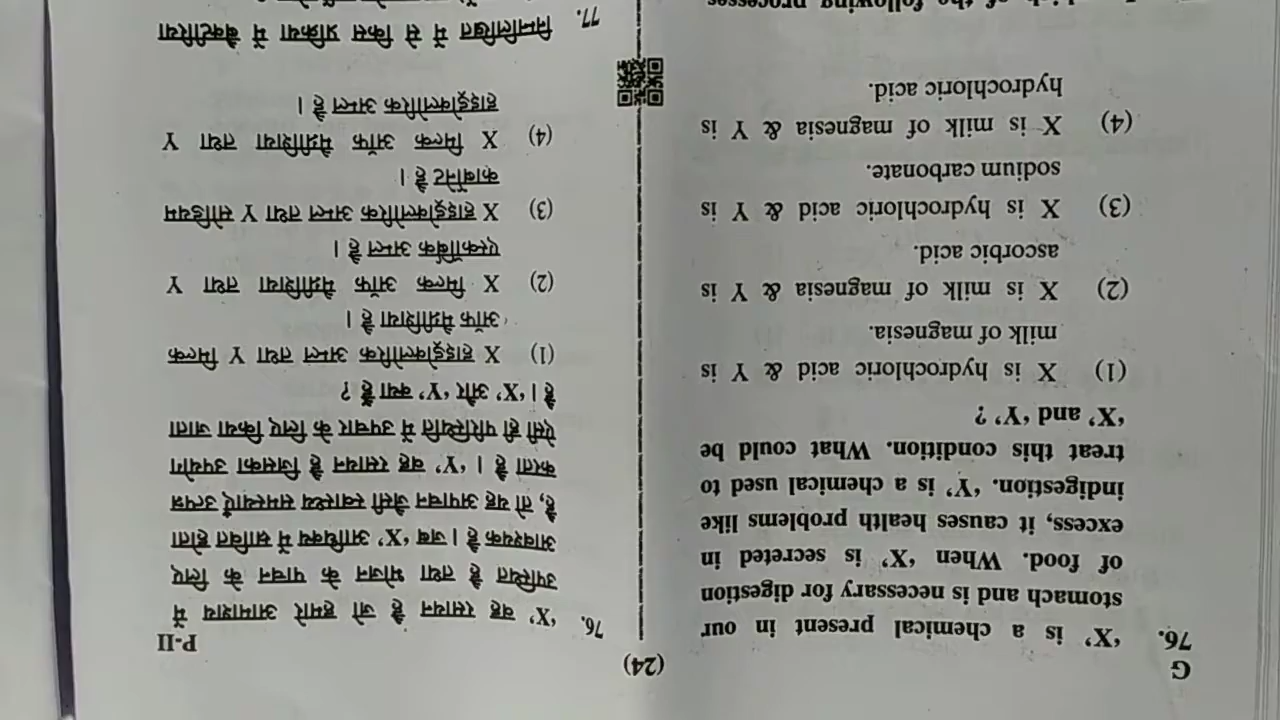 G
(24)
P-II
76. 'X' is a chemical present in our
stomach and is necessary for digestion
of food. When 'X' is secreted in
excess, it causes health problems like
indigestion. 'Y' is a chemical used to
treat this condition. What could be
'X' and 'Y' ?
(1) X is hydrochloric acid & Y is
milk of magnesia.
(2) X is milk of magnesia & Y is
ascorbic acid.
(3) X is hydrochloric acid & Y is
sodium carbonate.
(4) X is milk of magnesia & Y is
hydrochloric acid.
of the following processes
76. 'X' वह रसायन है जो हमारे आमाशय में
उपस्थित है तथा भोजन के पाचन के लिए
आवश्यक है । जब 'X' आधिक्य में स्रावित होता
है, तो यह अपाचन जैसी स्वास्थ्य समस्याएँ उत्पन्न
करता है । 'Y' वह रसायन है जिसका उपयोग
ऐसी ही परिस्थिति में उपचार के लिए किया जाता
है । 'X' और 'Y' क्या हैं ?
(1) X हाइड्रोक्लोरिक अम्ल तथा Y मिल्क
ऑफ मैग्नीशिया है ।
(2) X मिल्क ऑफ मैग्नीशिया तथा Y
एस्कॉर्बिक अम्ल है ।
(3) X हाइड्रोक्लोरिक अम्ल तथा Y सोडियम
कार्बोनेट है ।
(4) X मिल्क ऑफ मैग्नीशिया तथा Y
हाइड्रोक्लोरिक अम्ल है ।
77. निम्नलिखित में से किस प्रक्रिया में बैक्टीरिया